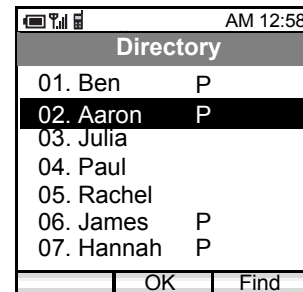 AM 12:58
Directory
01. Ben P
02. Aaron P
03. Julia
04. Paul
05. Rachel
06. James P
07. Hannah P
OK Find